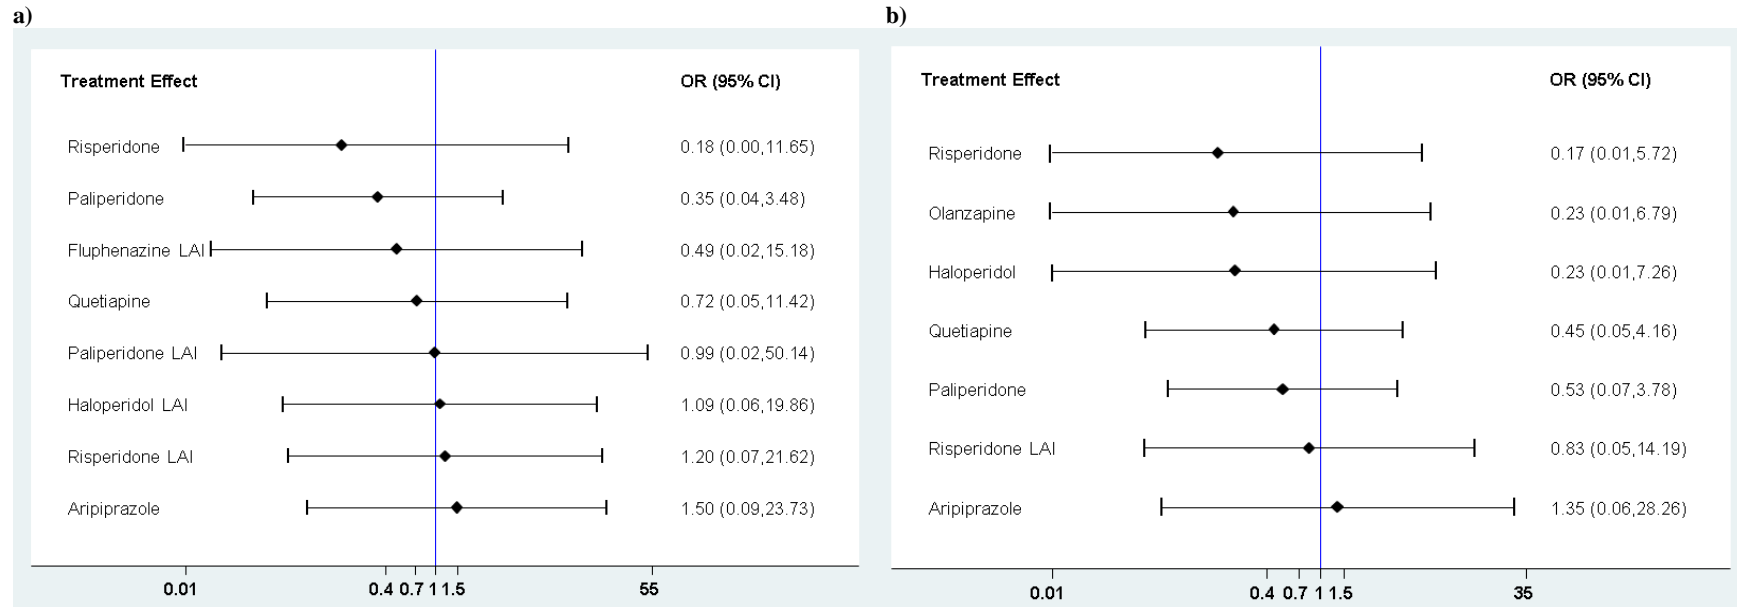 a)
Treatment Effect OR (95% CI)
Risperidone 0.18 (0.00,11.65)
Paliperidone 0.35 (0.04,3.48)
Fluphenazine LAI 0.49 (0.02,15.18)
Quetiapine 0.72 (0.05,11.42)
Paliperidone LAI 0.99 (0.02,50.14)
Haloperidol LAI 1.09 (0.06,19.86)
Risperidone LAI 1.20 (0.07,21.62)
Aripiprazole 1.50 (0.09,23.73)
0.01 0.4 0.7 1 1.5 55
b)
Treatment Effect OR (95% CI)
Risperidone 0.17 (0.01,5.72)
Olanzapine 0.23 (0.01,6.79)
Haloperidol 0.23 (0.01,7.26)
Quetiapine 0.45 (0.05,4.16)
Paliperidone 0.53 (0.07,3.78)
Risperidone LAI 0.83 (0.05,14.19)
Aripiprazole 1.35 (0.06,28.26)
0.01 0.4 0.7 1 1.5 35